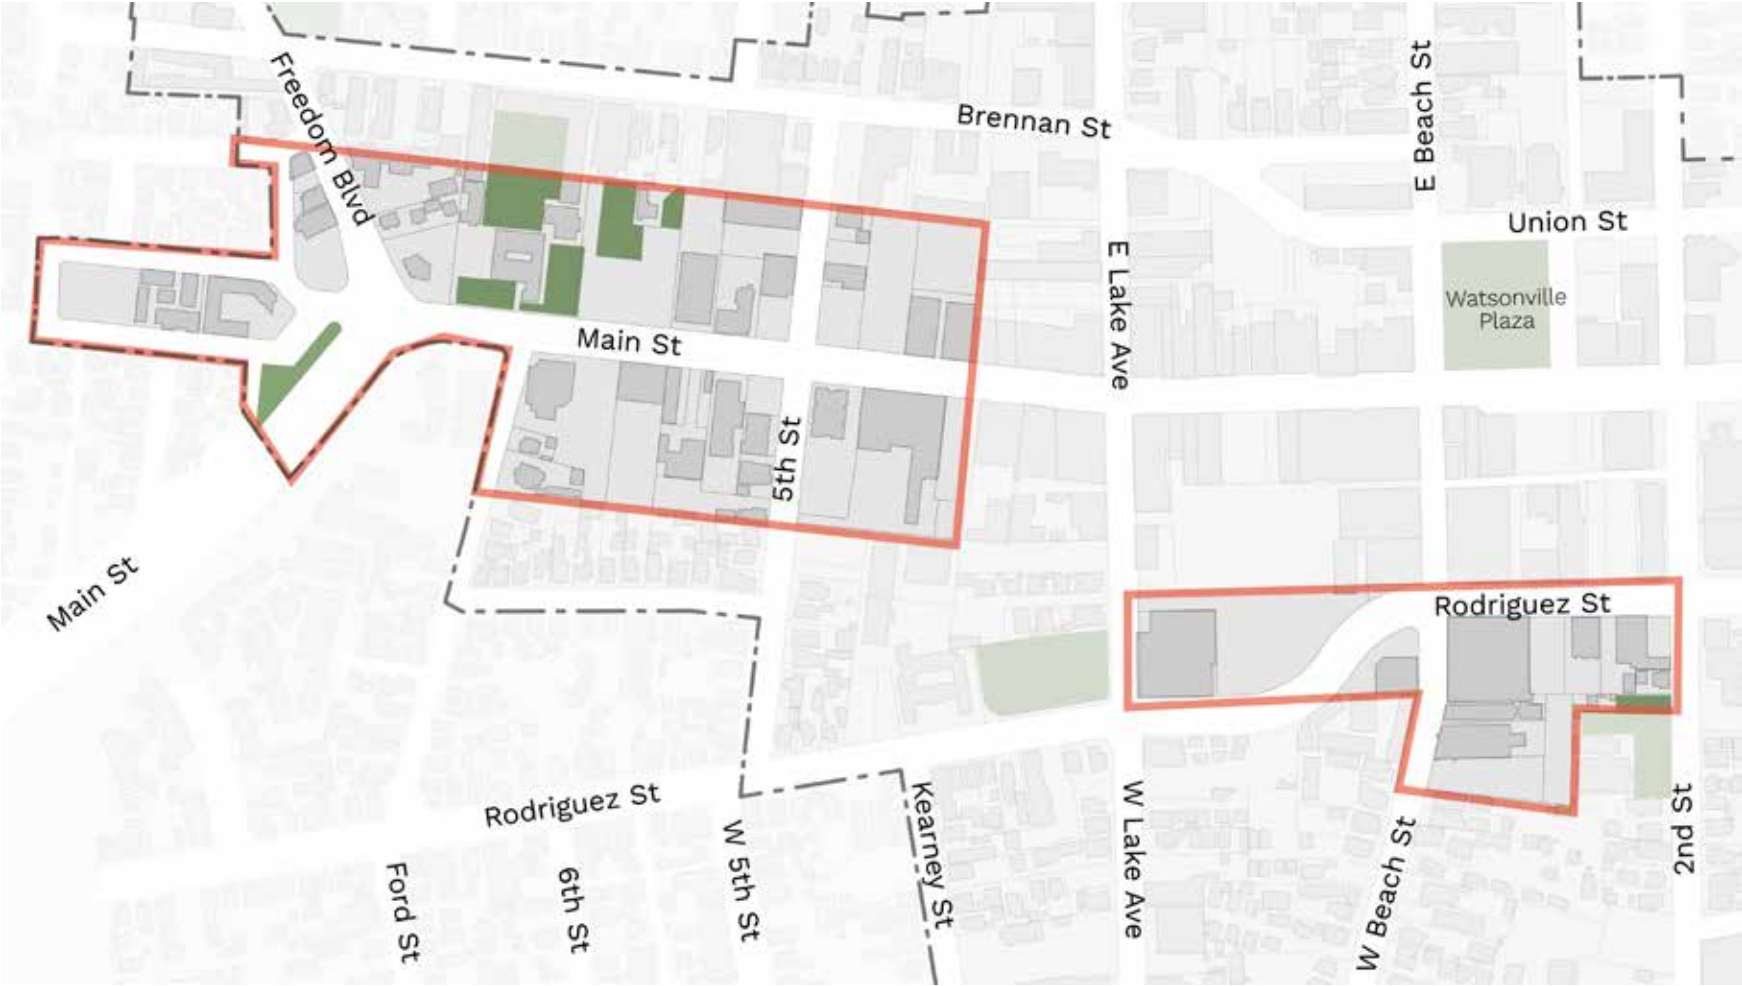 Freedom Blvd
Brennan St
E Beach St
Union St
E Lake Ave
Watsonville
Plaza
Main St
5th St
Main St
Rodriguez St
Rodriguez St
Kearney St
W Lake Ave
2nd St
W 5th St
W Beach St
Ford St
6th St